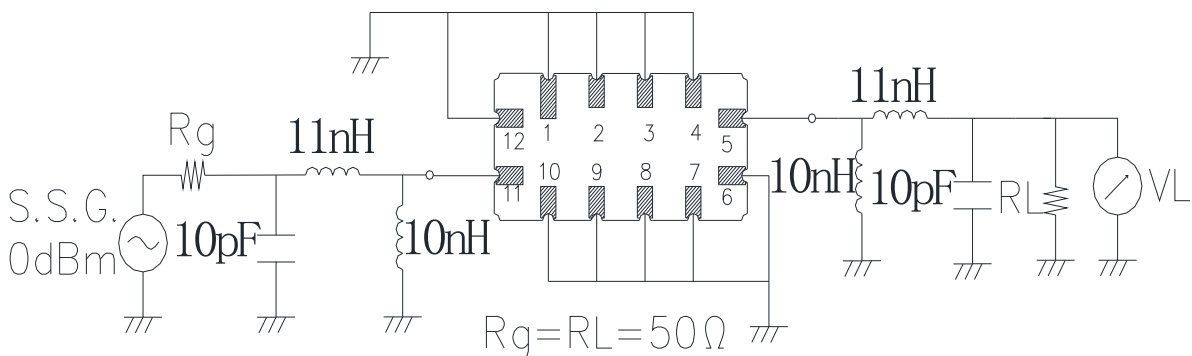 11nH
Rg
11nH
12
1
2
3
4
5
S.S.G.
0dBm
10pF
10nH
11
10
9
8
7
6
10nH
10pF
RL
VL
Rg=RL=50Ω